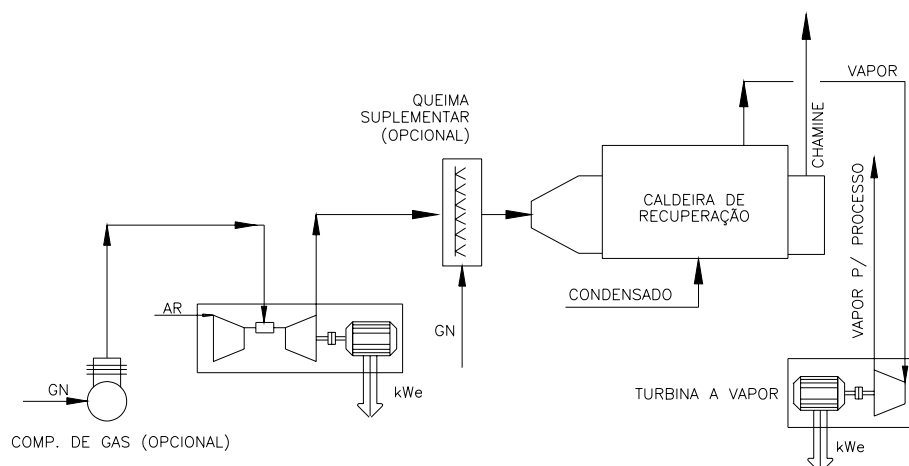 VAPOR
QUEIMA
SUPLEMENTAR
(OPCIONAL)
CHAMINE
CALDEIRA DE
RECUPERAÇÃO
VAPOR P/ PROCESSO
CONDENSADO
AR
GN
GN
kWe
TURBINA A VAPOR
COMP. DE GAS (OPCIONAL)
kWe